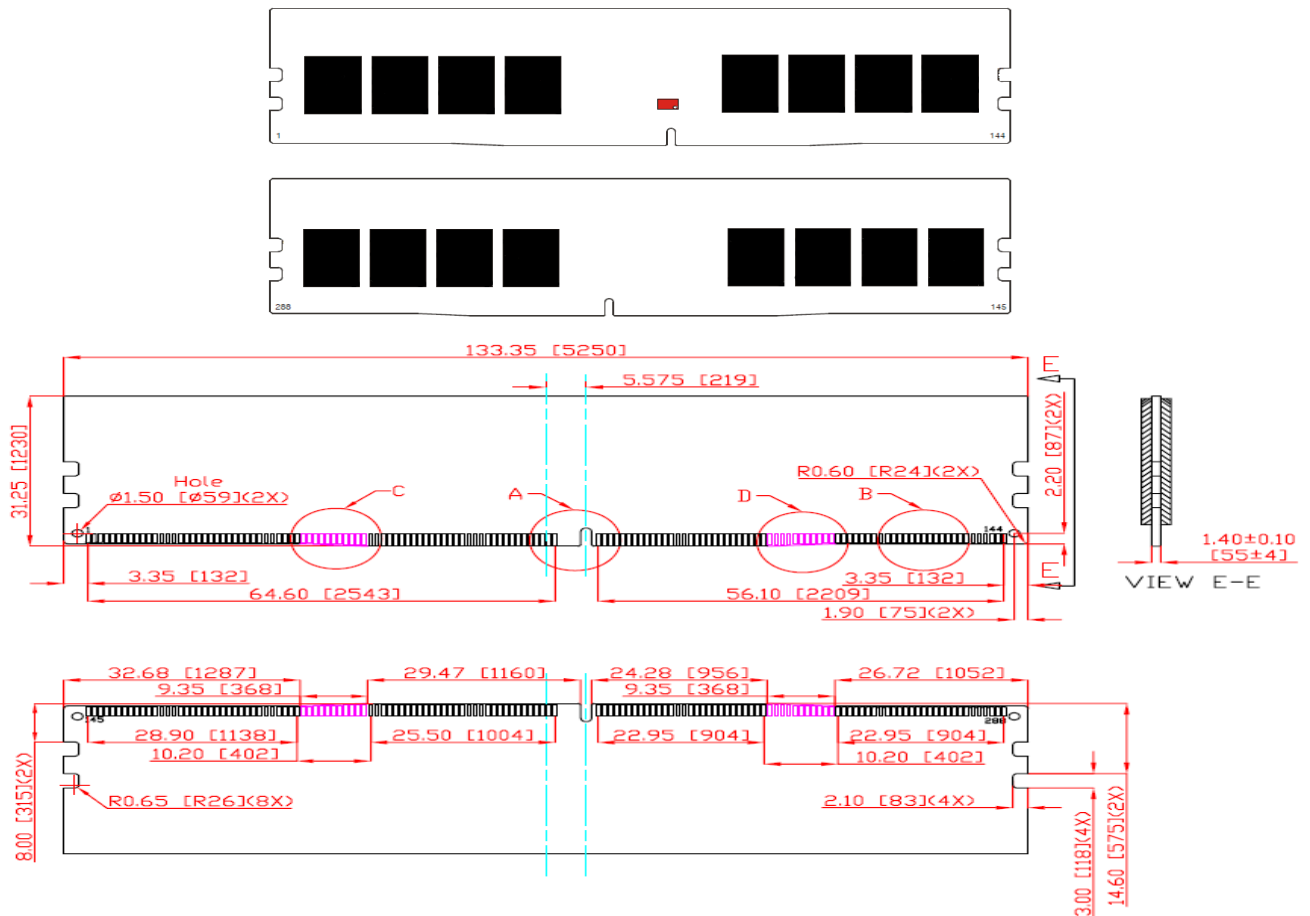 1
144
288
145
133.35 [5250]
5.575 [219]
E
31.25 [1230]
2.20 [87](2X)
Hole
Ø1.50 [Ø59](2X)
C
A
D
B
R0.60 [R24](2X)
1
144
1.40±0.10
[55±4]
VIEW E-E
3.35 [132]
3.35 [132]
E
64.60 [2543]
56.10 [2209]
1.90 [75](2X)
32.68 [1287]
29.47 [1160]
24.28 [956]
26.72 [1052]
9.35 [368]
9.35 [368]
145
288
28.90 [1138]
25.50 [1004]
22.95 [904]
22.95 [904]
10.20 [402]
10.20 [402]
8.00 [315](2X)
R0.65 [R26](8X)
2.10 [83](4X)
3.00 [118](4X)
14.60 [575](2X)